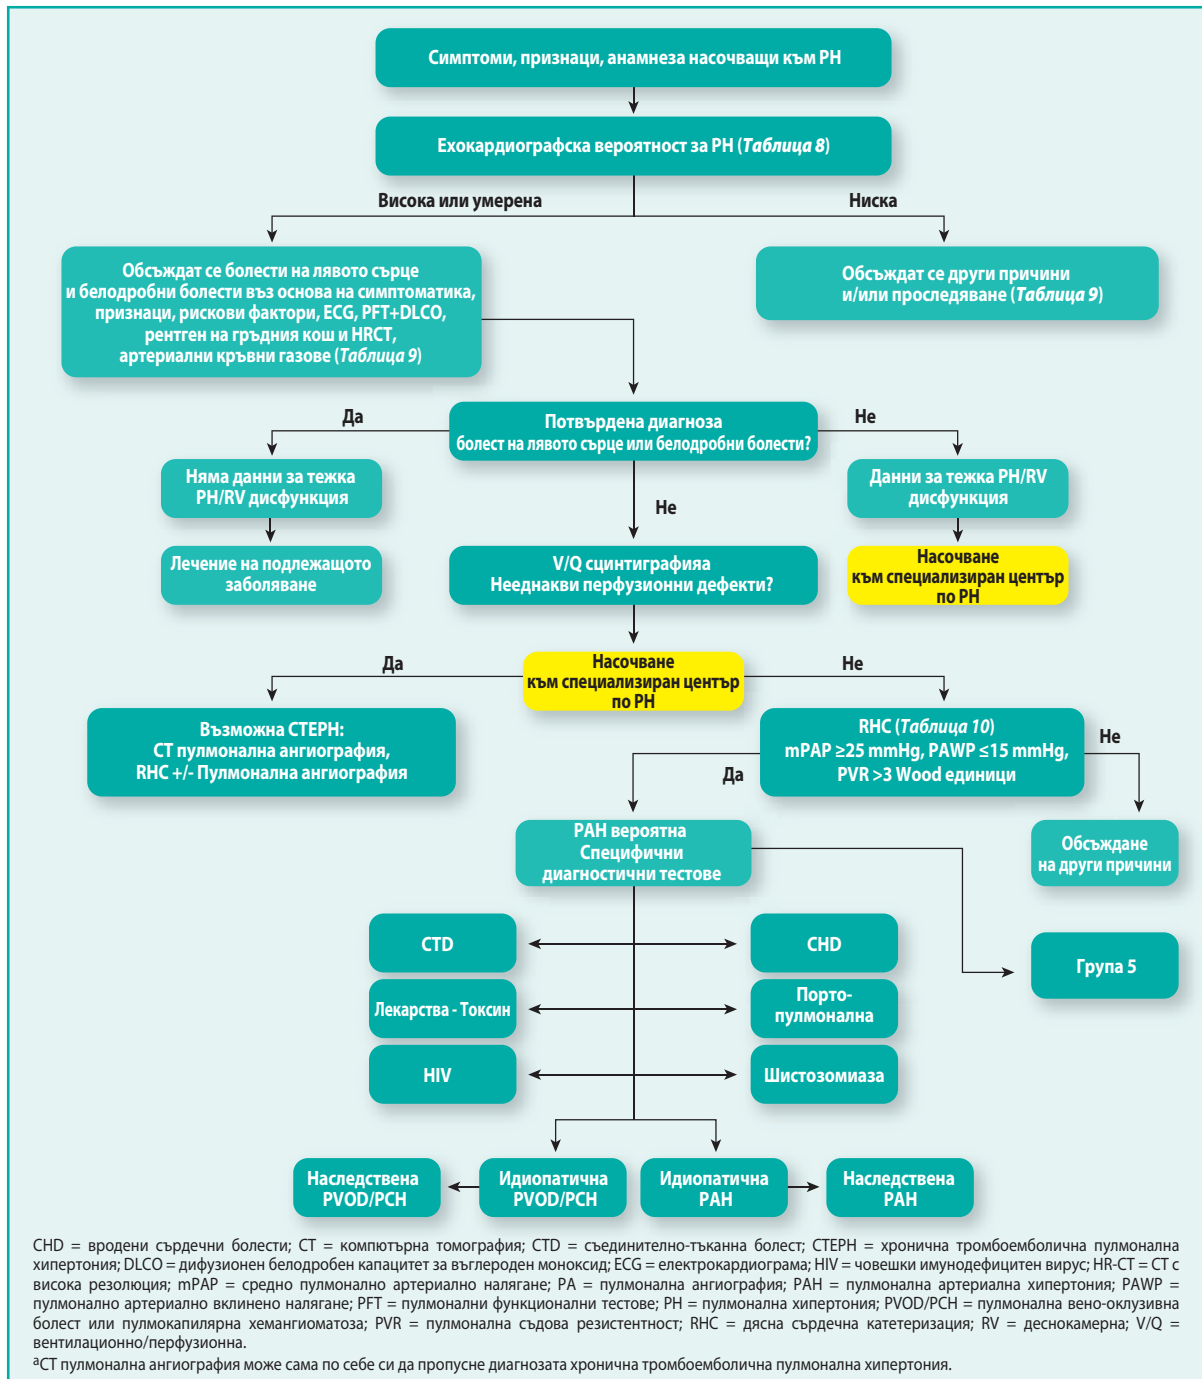 Симптоми, признаци, анамнеза насочващи към PH
Ехокардиографска вероятност за PH (Таблица 8)
Висока или умерена
Ниска
Обсъждат се болести на лявото сърце
и белодробни болести въз основа на симптоматика,
признаци, рискови фактори, ECG, PFT+DLCO,
рентген на гръдния кош и HRCT,
артериални кръвни газове (Таблица 9)
Обсъждат се други причини
и/или проследяване (Таблица 9)
Да
Потвърдена диагноза
болест на лявото сърце или белодробни болести?
Не
Няма данни за тежка
PH/RV дисфункция
Данни за тежка PH/RV
дисфункция
Не
Лечение на подлежащото
заболяване
V/Q сцинтиграфияа
Нееднакви перфузионни дефекти?
Насочване
към специализиран център
по PH
Да
Насочване
към специализиран център
по PH
Не
Възможна CTEPH:
CT пулмонална ангиография,
RHC +/- Пулмонална ангиография
RHC (Таблица 10)
mPAP ≥25 mmHg, PAWP ≤15 mmHg,
PVR >3 Wood единици
Не
Да
PAH вероятна
Специфични
диагностични тестове
Обсъждане
на други причини
CTD
CHD
Група 5
Лекарства - Токсин
Порто-
пулмонална
HIV
Шистозомиаза
Наследствена
PVOD/PCH
Идиопатична
PVOD/PCH
Идиопатична
PAH
Наследствена
PAH
CHD = вродени сърдечни болести; CT = компютърна томография; CTD = съединително-тъканна болест; CTEPH = хронична тромбоемболична пулмонална
хипертония; DLCO = дифузионен белодробен капацитет за въглероден моноксид; ECG = електрокардиограма; HIV = човешки имунодефицитен вирус; HR-CT = CT с
висока резолюция; mPAP = средно пулмонално артериално налягане; PA = пулмонална ангиография; PAH = пулмонална артериална хипертония; PAWP =
пулмонално артериално вклинено налягане; PFT = пулмонални функционални тестове; PH = пулмонална хипертония; PVOD/PCH = пулмонална вено-оклузивна
болест или пулмокапилярна хемангиоматоза; PVR = пулмонална съдова резистентност; RHC = дясна сърдечна катетеризация; RV = деснокамерна; V/Q =
вентилационно/перфузионна.
ᵃCT пулмонална ангиография може сама по себе си да пропусне диагнозата хронична тромбоемболична пулмонална хипертония.